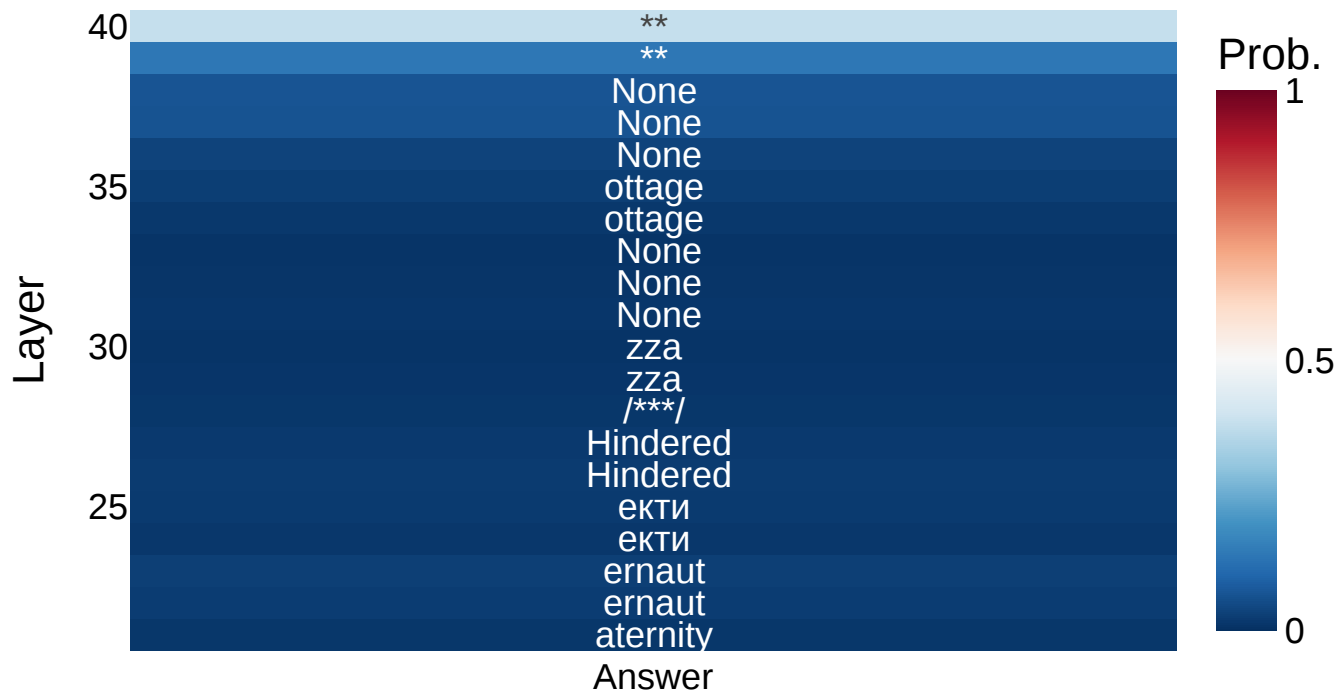 40
**
Prob.
**
None
1
None
None
35
ottage
ottage
None
Layer
None
None
30
zza
0.5
zza
/***/
Hindered
Hindered
25
екти
екти
ernaut
ernaut
0
aternity
Answer